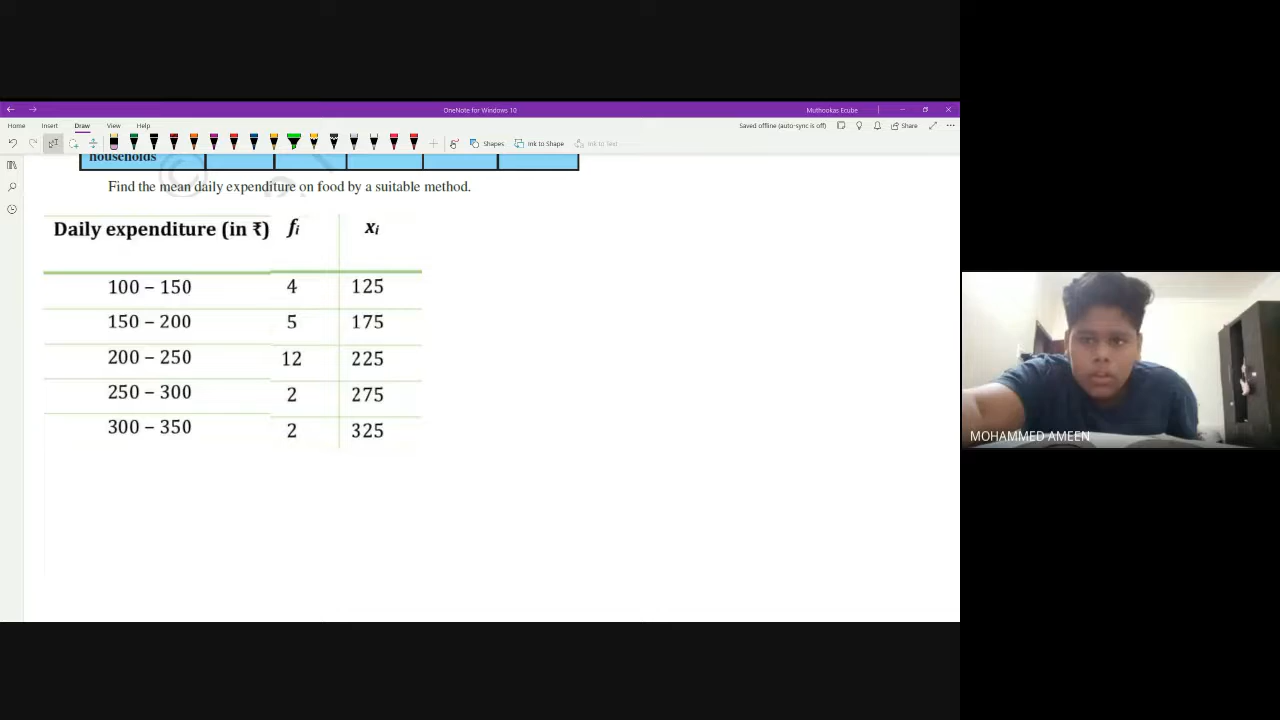 OneNote for Windows 10
Muthookas Ecube
Home Insert Draw View Help
Saved offline (auto-sync is off) Share
Shapes Ink to Shape Ink to Text
households
Find the mean daily expenditure on food by a suitable method.
Daily expenditure (in ₹) fᵢ xᵢ
100 – 150 4 125
150 – 200 5 175
200 – 250 12 225
250 – 300 2 275
300 – 350 2 325
MOHAMMED AMEEN